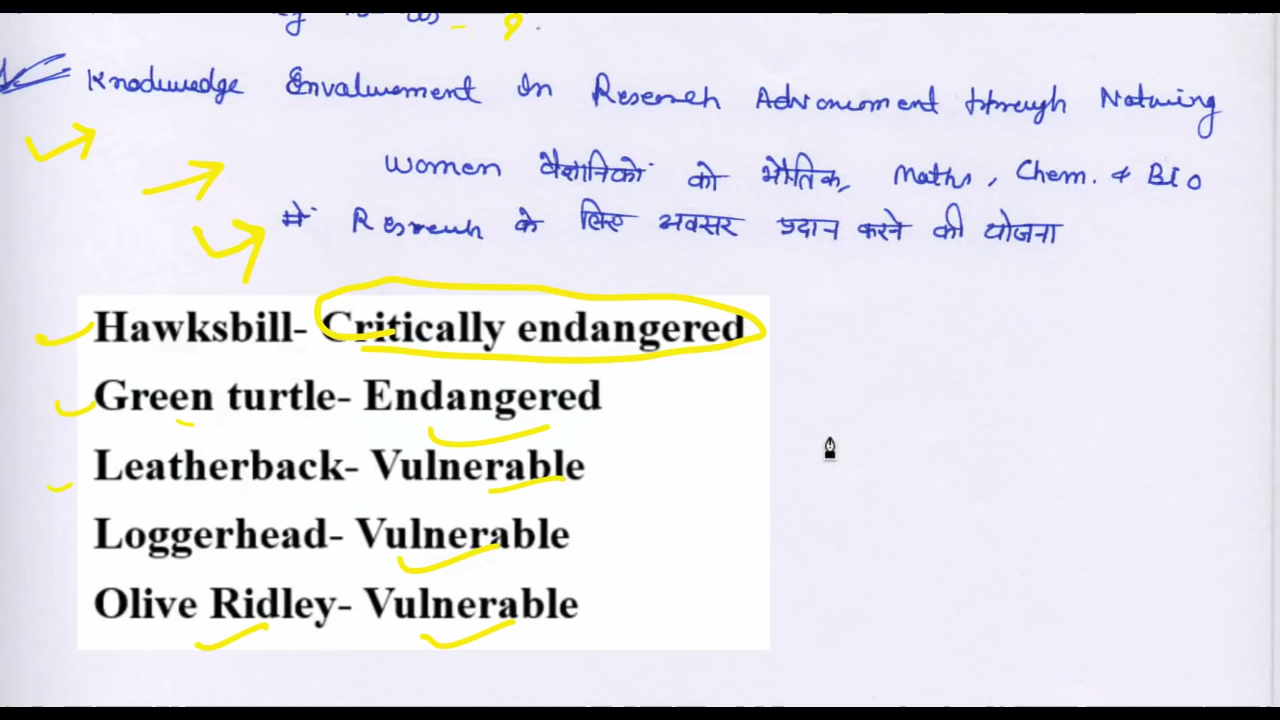 Knowledge Envalument In Research Advancement through Naturing
women वैज्ञानिकों को भौतिक, Maths, Chem. & BIO
में Research के लिए अवसर प्रदान करने की योजना
Hawksbill- Critically endangered
Green turtle- Endangered
Leatherback- Vulnerable
Loggerhead- Vulnerable
Olive Ridley- Vulnerable